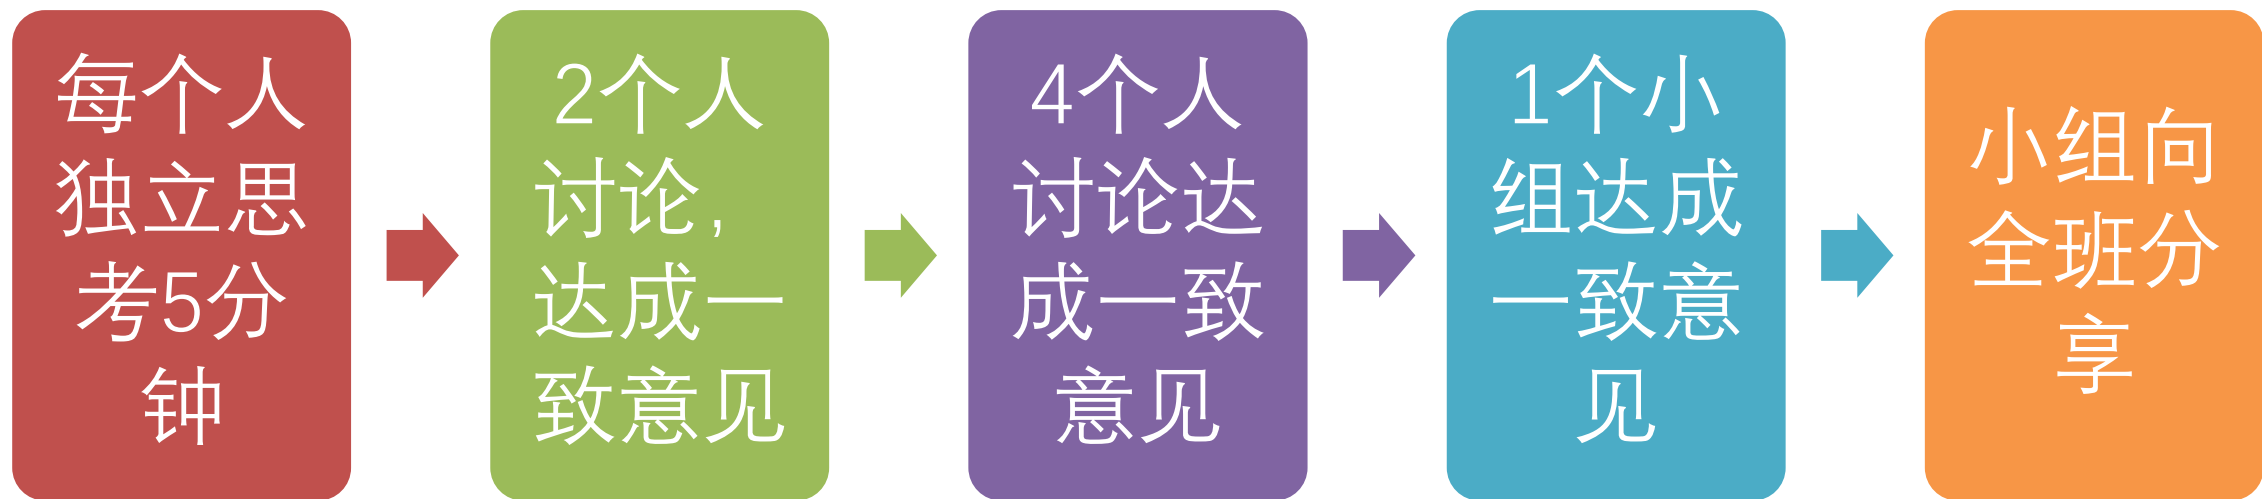 每个人
独立思
考5分
钟
2个人
讨论,
达成一
致意见
4个人
讨论达
成一致
意见
1个小
组达成
一致意
见
小组向
全班分
享